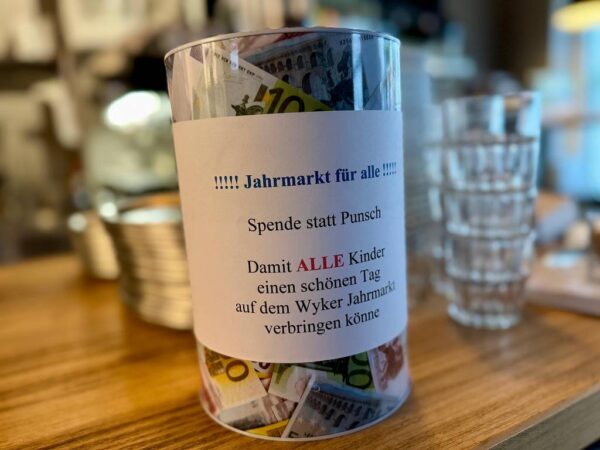 !!!!! Jahrmarkt für alle !!!!!
Spende statt Punsch
Damit ALLE Kinder
einen schönen Tag
auf dem Wyker Jahrmarkt
verbringen könne